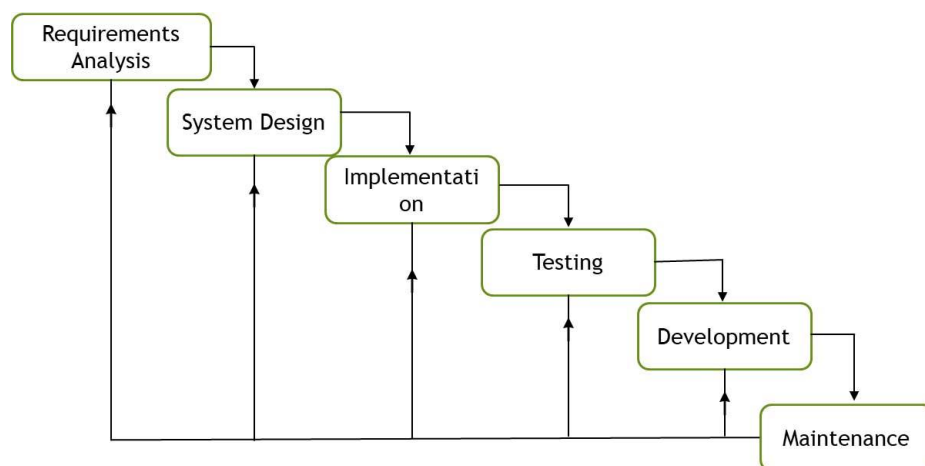 Requirements
Analysis
System Design
Implementati
on
Testing
Development
Maintenance